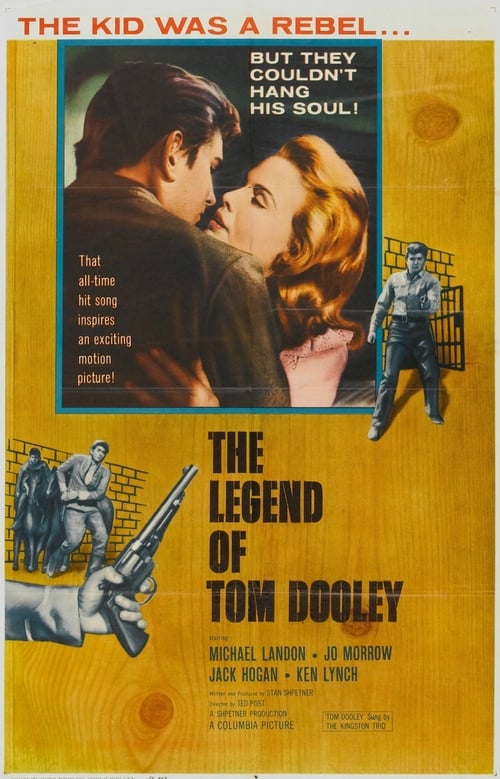 THE KID WAS A REBEL...
BUT THEY
COULDN'T
HANG
HIS SOUL!
That
all-time
hit song
inspires
an exciting
motion
picture!
THE
LEGEND
OF
TOM DOOLEY
starring
MICHAEL LANDON • JO MORROW
JACK HOGAN • KEN LYNCH
Written and Produced by STAN SHPETNER
Directed by TED POST
A SHPETNER PRODUCTION
A COLUMBIA PICTURE
"TOM DOOLEY" Sung by
THE KINGSTON TRIO